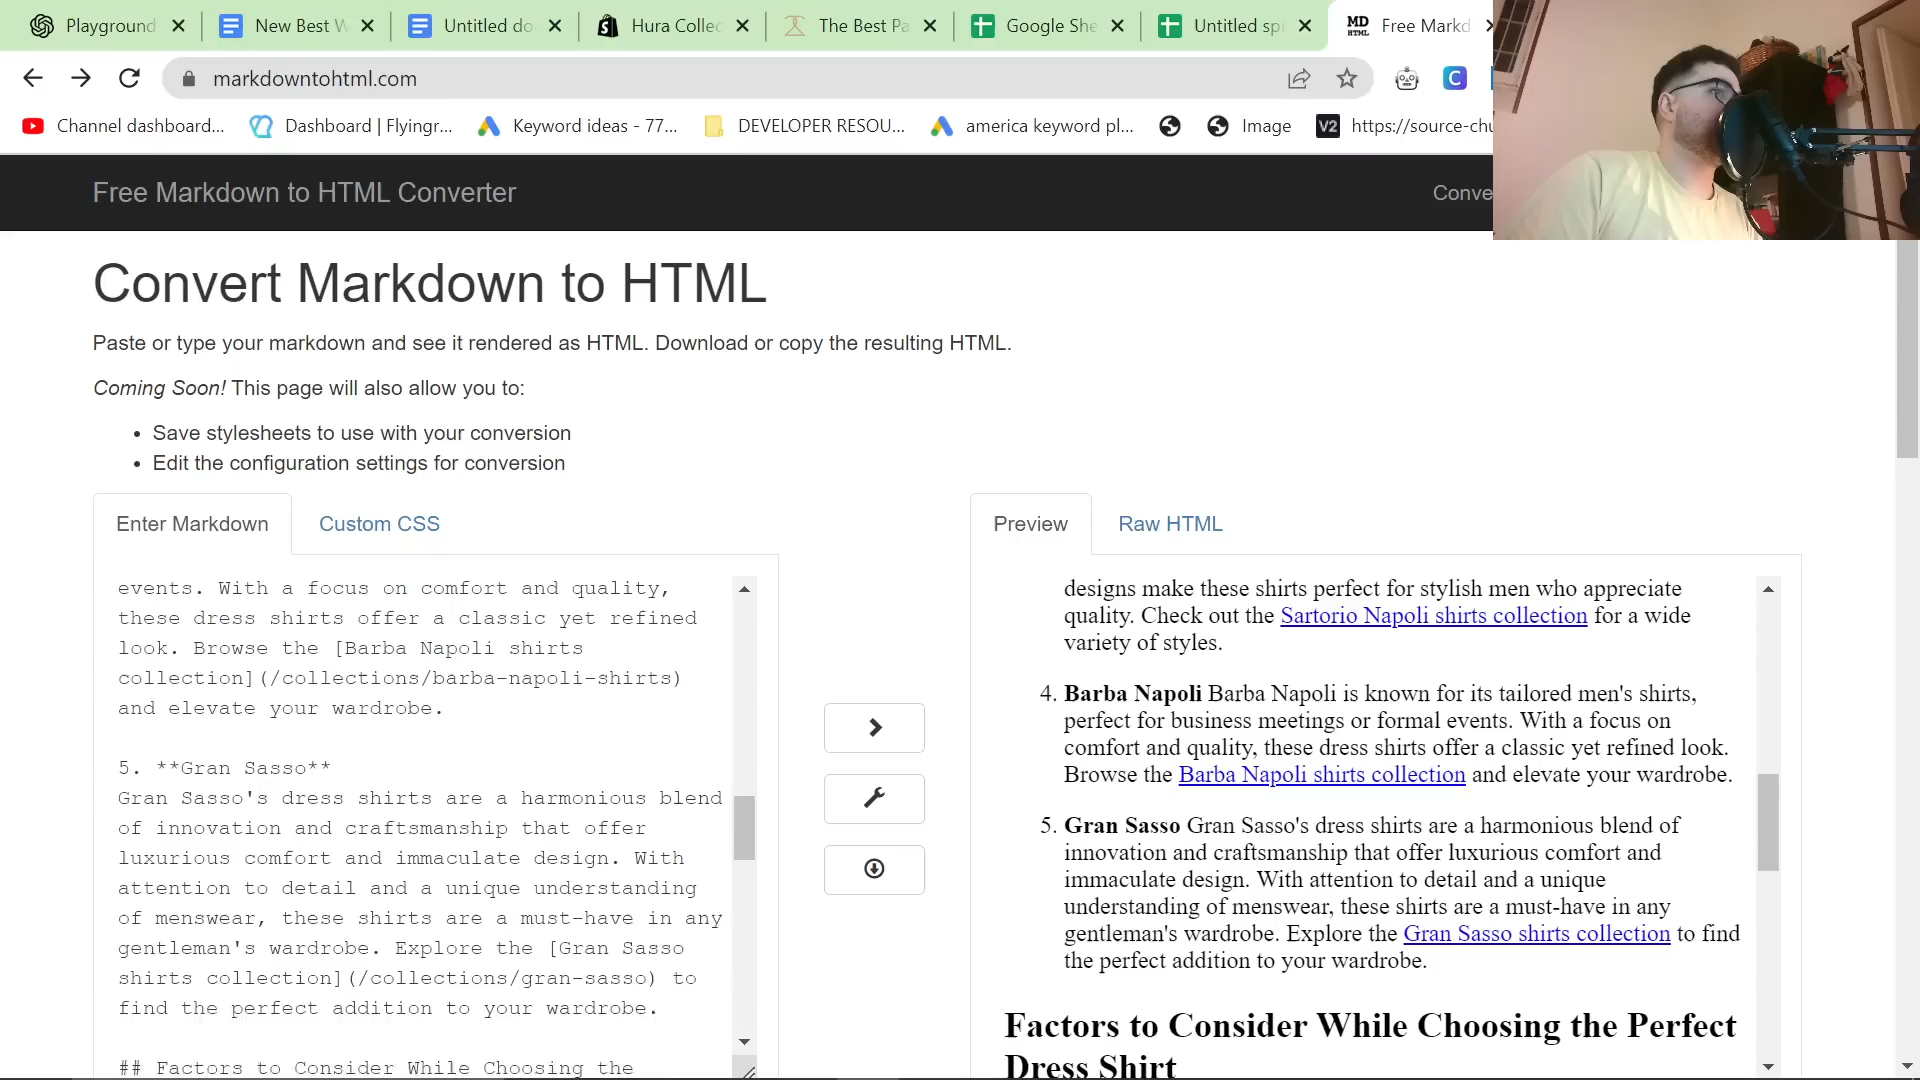 Playground
New Best W
Untitled do
Hura Collec
The Best Pa
Google She
Untitled sp
MD HTML
Free Markd
markdowntohtml.com
C
Channel dashboard...
Dashboard | Flyingr...
Keyword ideas - 77...
DEVELOPER RESOU...
america keyword pl...
Image
V2
https://source-chu
Free Markdown to HTML Converter
Conve
Convert Markdown to HTML
Paste or type your markdown and see it rendered as HTML. Download or copy the resulting HTML.
Coming Soon! This page will also allow you to:
• Save stylesheets to use with your conversion
• Edit the configuration settings for conversion
Enter Markdown
Custom CSS
events. With a focus on comfort and quality,
these dress shirts offer a classic yet refined
look. Browse the [Barba Napoli shirts
collection](/collections/barba-napoli-shirts)
and elevate your wardrobe.
5. **Gran Sasso**
Gran Sasso's dress shirts are a harmonious blend
of innovation and craftsmanship that offer
luxurious comfort and immaculate design. With
attention to detail and a unique understanding
of menswear, these shirts are a must-have in any
gentleman's wardrobe. Explore the [Gran Sasso
shirts collection](/collections/gran-sasso) to
find the perfect addition to your wardrobe.
## Factors to Consider While Choosing the
Preview
Raw HTML
designs make these shirts perfect for stylish men who appreciate
quality. Check out the Sartorio Napoli shirts collection for a wide
variety of styles.
4. Barba Napoli Barba Napoli is known for its tailored men's shirts,
perfect for business meetings or formal events. With a focus on
comfort and quality, these dress shirts offer a classic yet refined look.
Browse the Barba Napoli shirts collection and elevate your wardrobe.
5. Gran Sasso Gran Sasso's dress shirts are a harmonious blend of
innovation and craftsmanship that offer luxurious comfort and
immaculate design. With attention to detail and a unique
understanding of menswear, these shirts are a must-have in any
gentleman's wardrobe. Explore the Gran Sasso shirts collection to find
the perfect addition to your wardrobe.
Factors to Consider While Choosing the Perfect
Dress Shirt